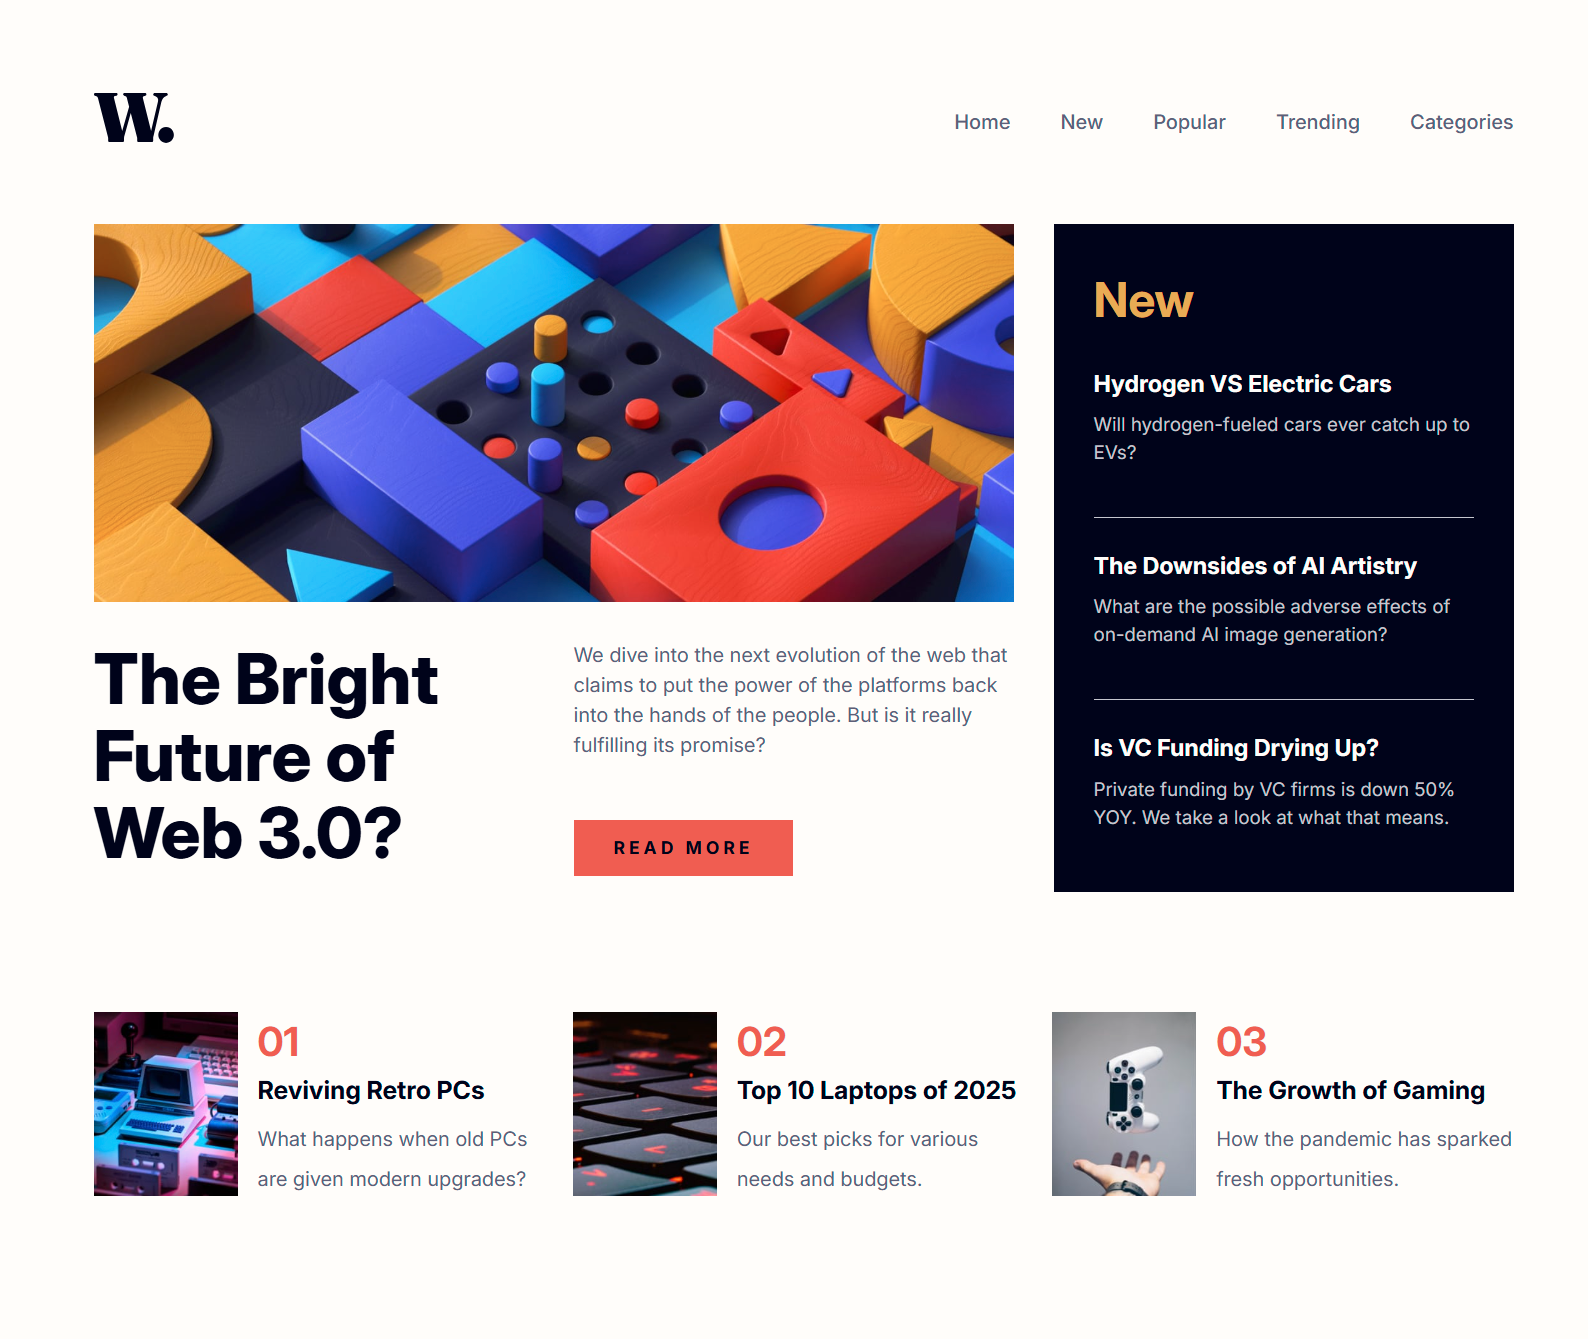 W.
Home New Popular Trending Categories
New
Hydrogen VS Electric Cars
Will hydrogen-fueled cars ever catch up to
EVs?
The Downsides of AI Artistry
What are the possible adverse effects of
on-demand AI image generation?
Is VC Funding Drying Up?
Private funding by VC firms is down 50%
YOY. We take a look at what that means.
The Bright
Future of
Web 3.0?
We dive into the next evolution of the web that
claims to put the power of the platforms back
into the hands of the people. But is it really
fulfilling its promise?
READ MORE
01
Reviving Retro PCs
What happens when old PCs
are given modern upgrades?
02
Top 10 Laptops of 2025
Our best picks for various
needs and budgets.
03
The Growth of Gaming
How the pandemic has sparked
fresh opportunities.